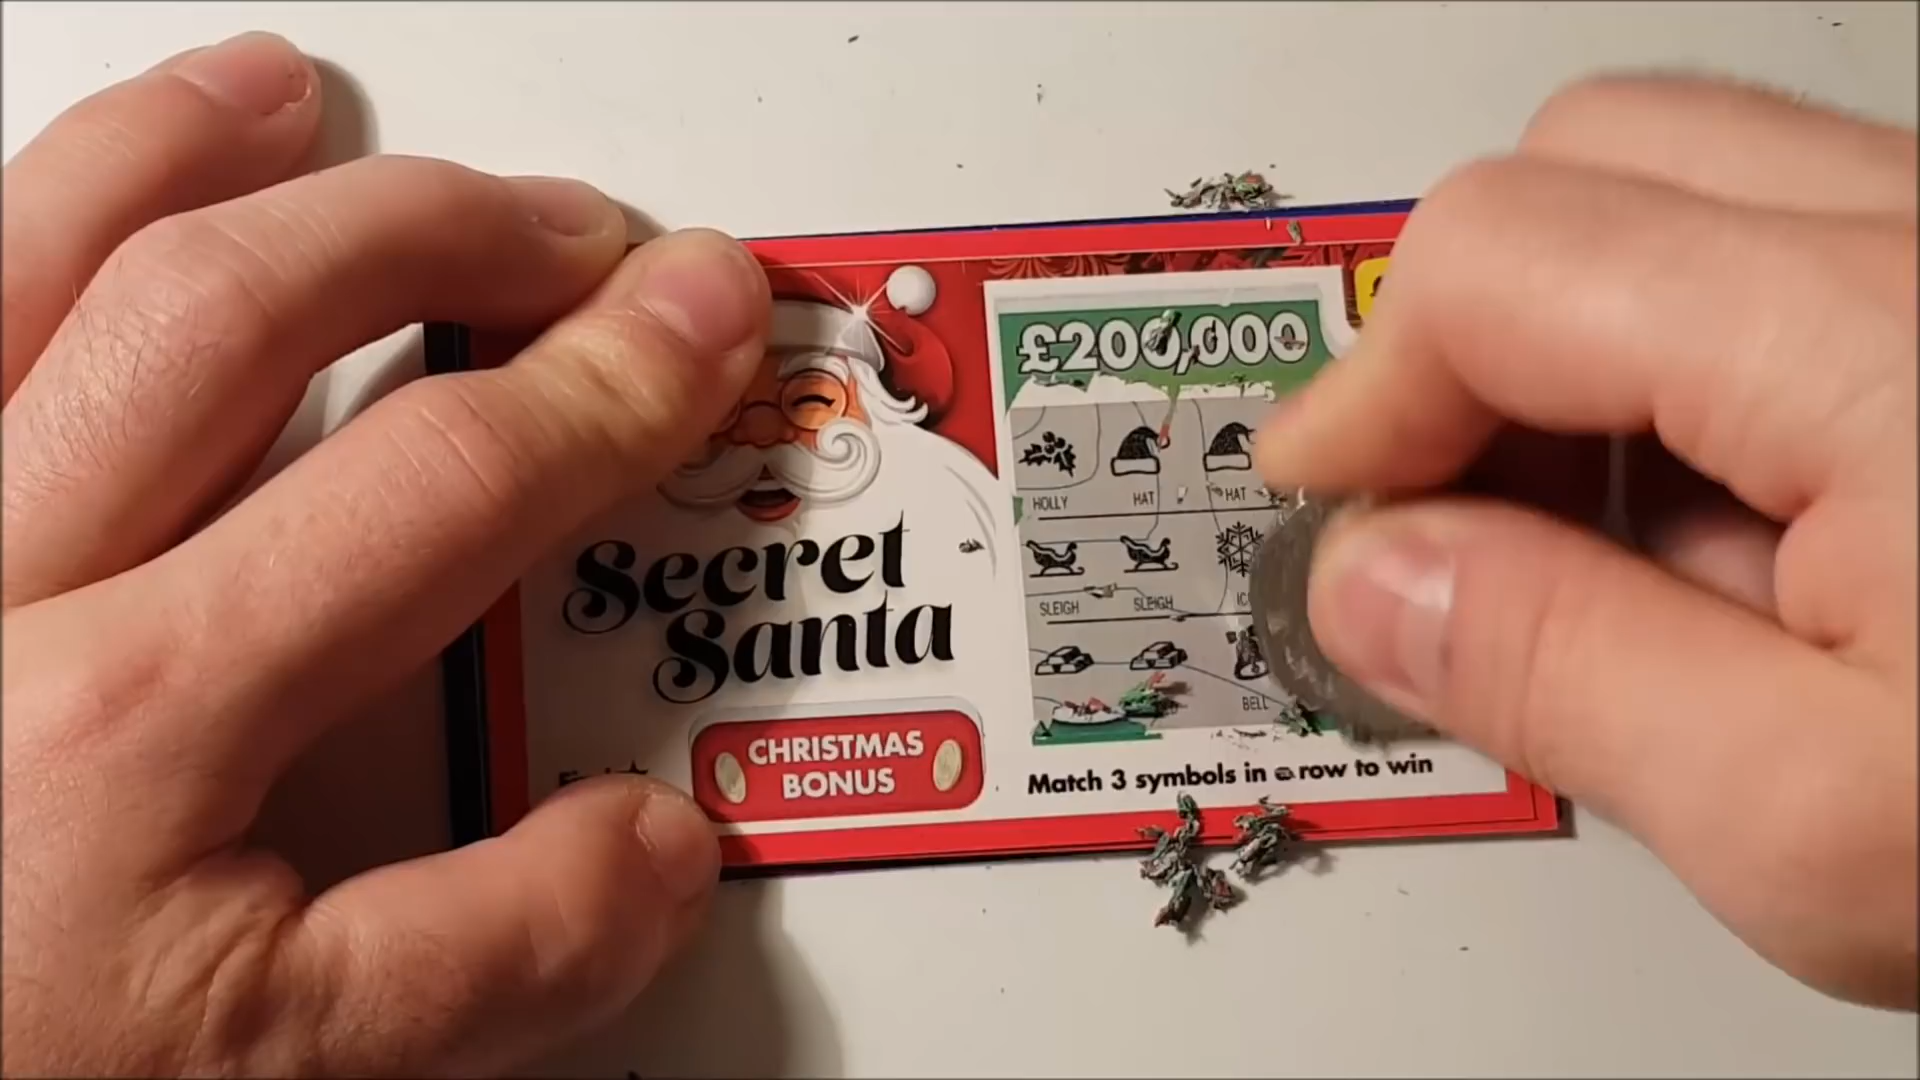 £200,000
HOLLY HAT HAT
SLEIGH SLEIGH
BELL
Secret
Santa
CHRISTMAS
BONUS
Match 3 symbols in a row to win